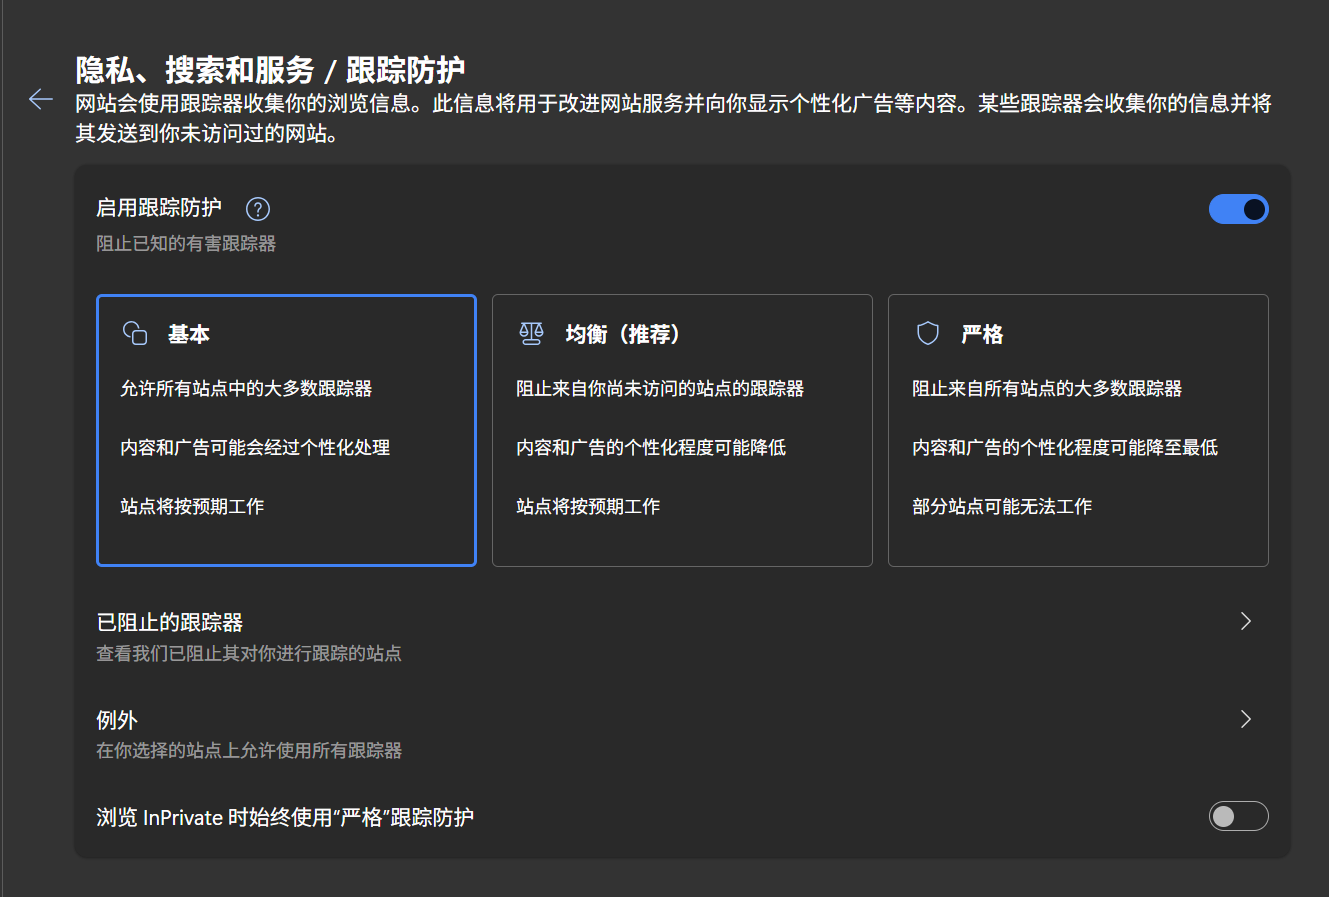 隐私、搜索和服务 / 跟踪防护
网站会使用跟踪器收集你的浏览信息。此信息将用于改进网站服务并向你显示个性化广告等内容。某些跟踪器会收集你的信息并将
其发送到你未访问过的网站。
启用跟踪防护
阻止已知的有害跟踪器
基本
允许所有站点中的大多数跟踪器
内容和广告可能会经过个性化处理
站点将按预期工作
均衡（推荐）
阻止来自你尚未访问的站点的跟踪器
内容和广告的个性化程度可能降低
站点将按预期工作
严格
阻止来自所有站点的大多数跟踪器
内容和广告的个性化程度可能降至最低
部分站点可能无法工作
已阻止的跟踪器
查看我们已阻止其对你进行跟踪的站点
例外
在你选择的站点上允许使用所有跟踪器
浏览 InPrivate 时始终使用“严格”跟踪防护